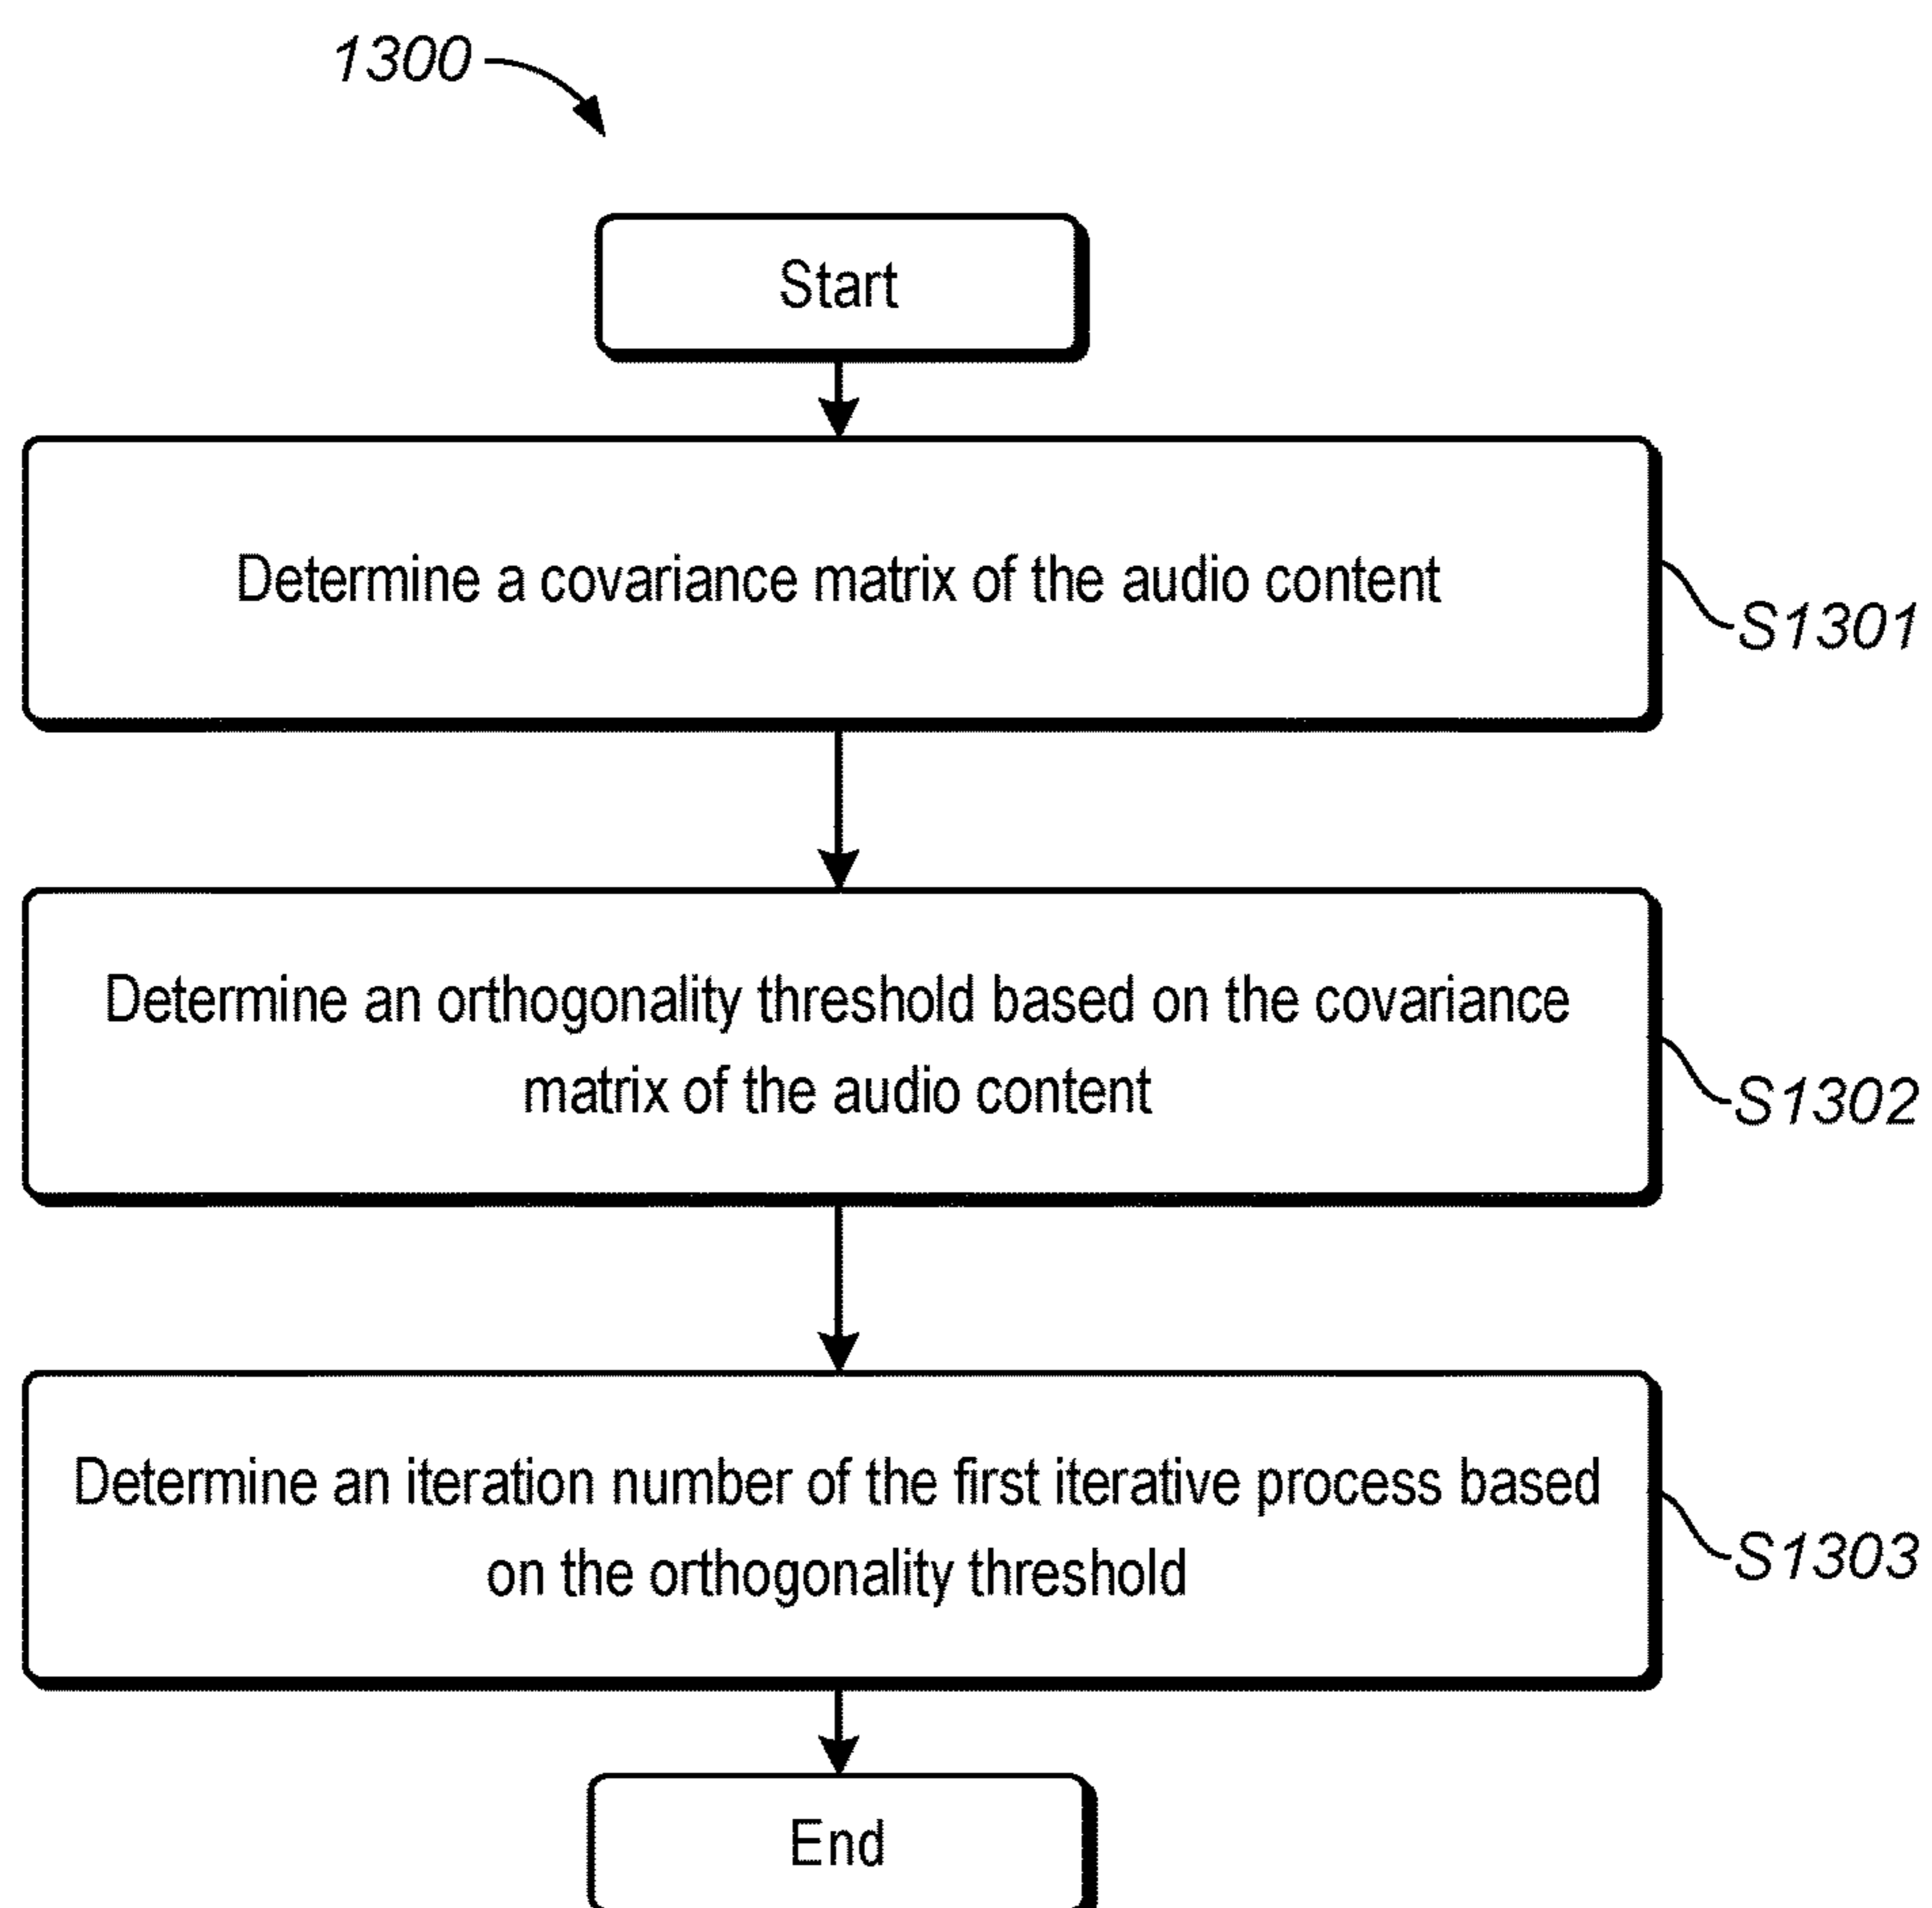 1300
Start
Determine a covariance matrix of the audio content
S1301
Determine an orthogonality threshold based on the covariance
matrix of the audio content
S1302
Determine an iteration number of the first iterative process based
on the orthogonality threshold
S1303
End